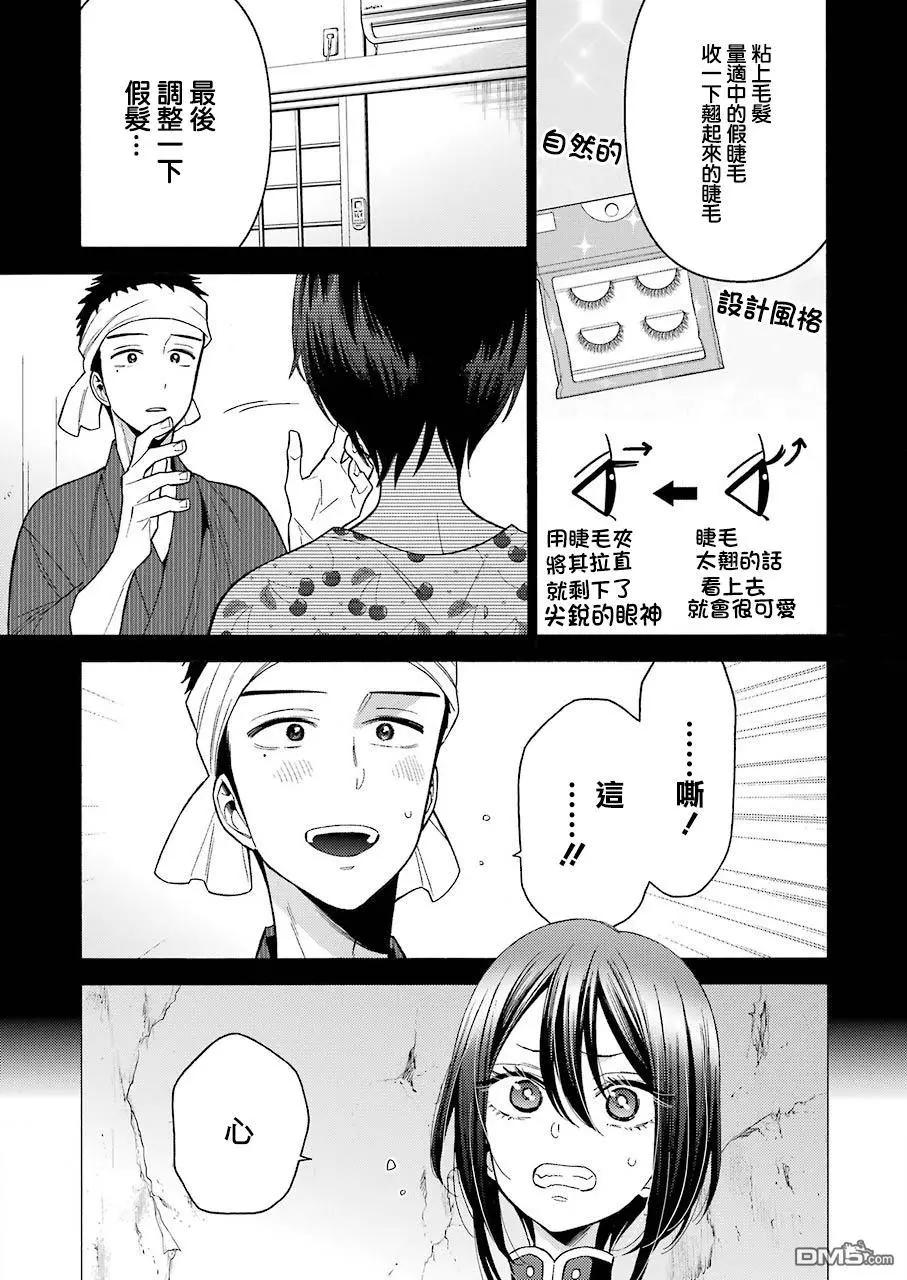 粘上毛髮
量適中的假睫毛
收一下翹起來的睫毛
自然的
設計風格
睫毛
太翹的話
看上去
就會很可愛
用睫毛夾
將其拉直
就剩下了
尖銳的眼神
最後
調整一下
假髮…
嘶……!
這……!!
心
DM5.com